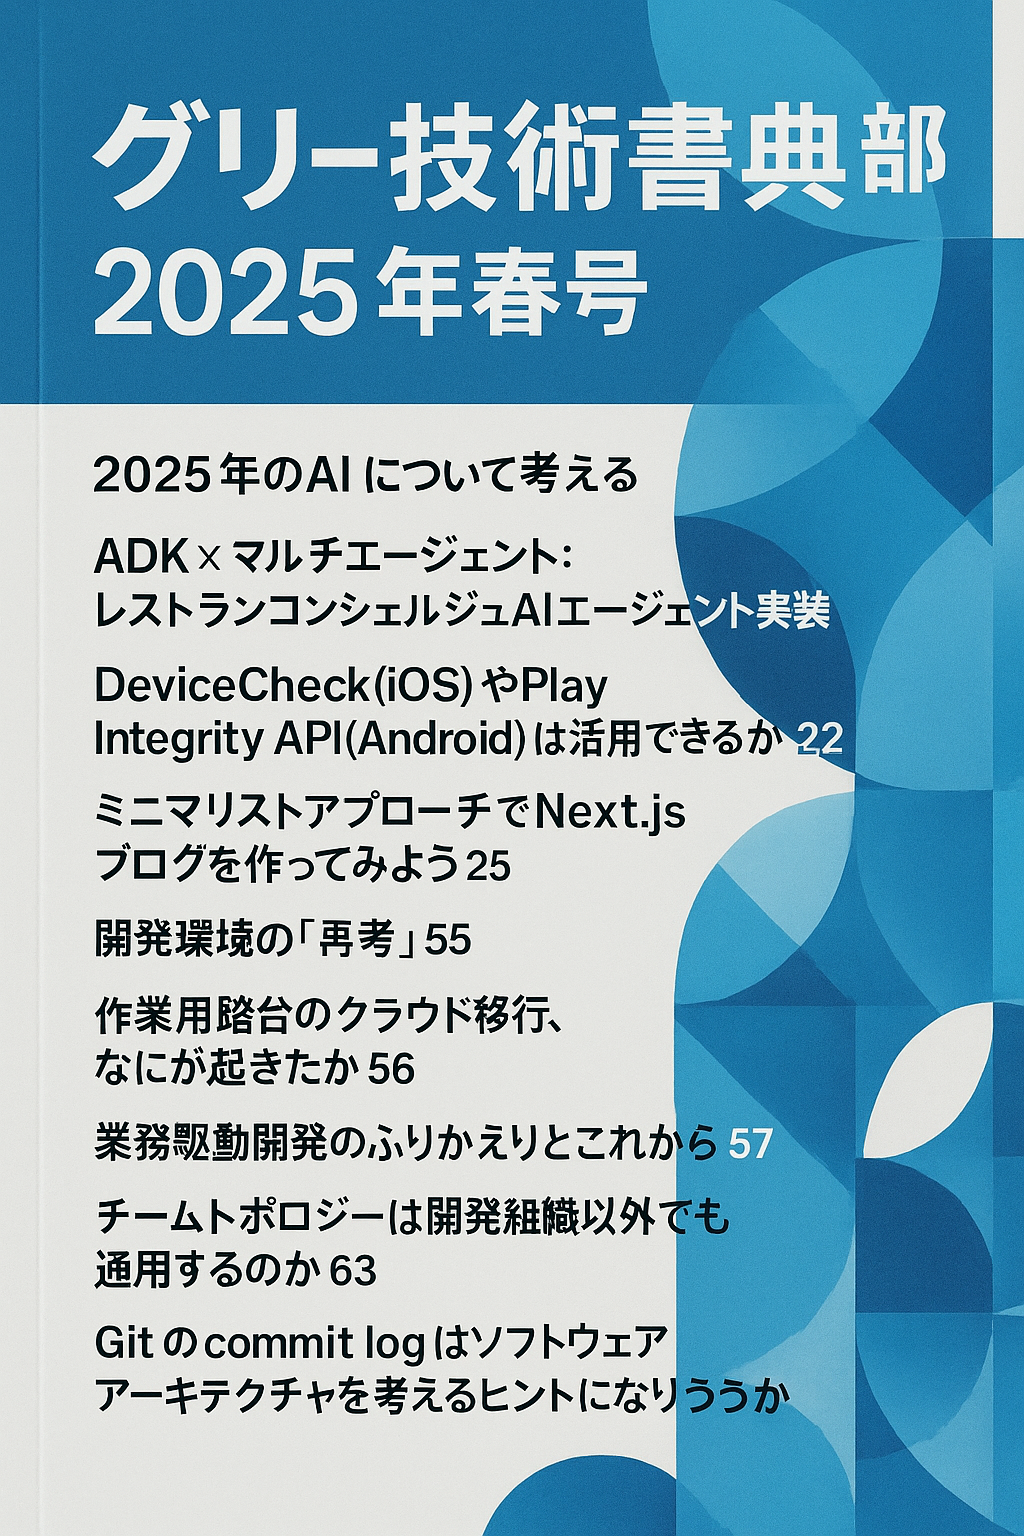 グリー技術書典部
2025年春号
2025年のAIについて考える
ADK×マルチエージェント:
レストランコンシェルジュAIエージェント実装
DeviceCheck(iOS)やPlay
Integrity API(Android)は活用できるか 22
ミニマリストアプローチでNext.js
ブログを作ってみよう 25
開発環境の「再考」 55
作業用踏台のクラウド移行、
なにが起きたか 56
業務駆動開発のふりかえりとこれから 57
チームトポロジーは開発組織以外でも
通用するのか 63
Gitのcommit logはソフトウェア
アーキテクチャを考えるヒントになりううか